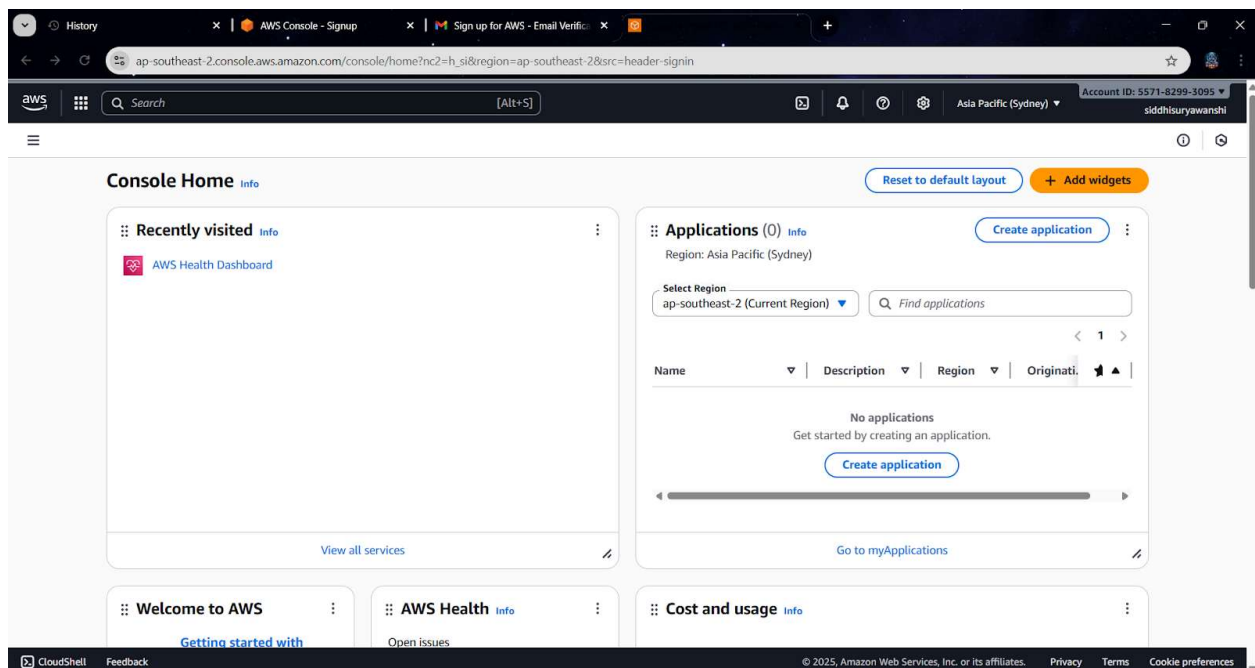 History
AWS Console - Signup
Sign up for AWS - Email Verific
ap-southeast-2.console.aws.amazon.com/console/home?nc2=h_si&region=ap-southeast-2&src=header-signin
aws
Search
[Alt+S]
Asia Pacific (Sydney)
Account ID: 5571-8299-3095
siddhisuryawanshi
Console Home Info
Reset to default layout
+ Add widgets
Recently visited Info
AWS Health Dashboard
View all services
Applications (0) Info
Create application
Region: Asia Pacific (Sydney)
Select Region
ap-southeast-2 (Current Region)
Find applications
1
Name
Description
Region
Originati.
No applications
Get started by creating an application.
Create application
Go to myApplications
Welcome to AWS
Getting started with
AWS Health Info
Open issues
Cost and usage Info
CloudShell
Feedback
© 2025, Amazon Web Services, Inc. or its affiliates.
Privacy
Terms
Cookie preferences